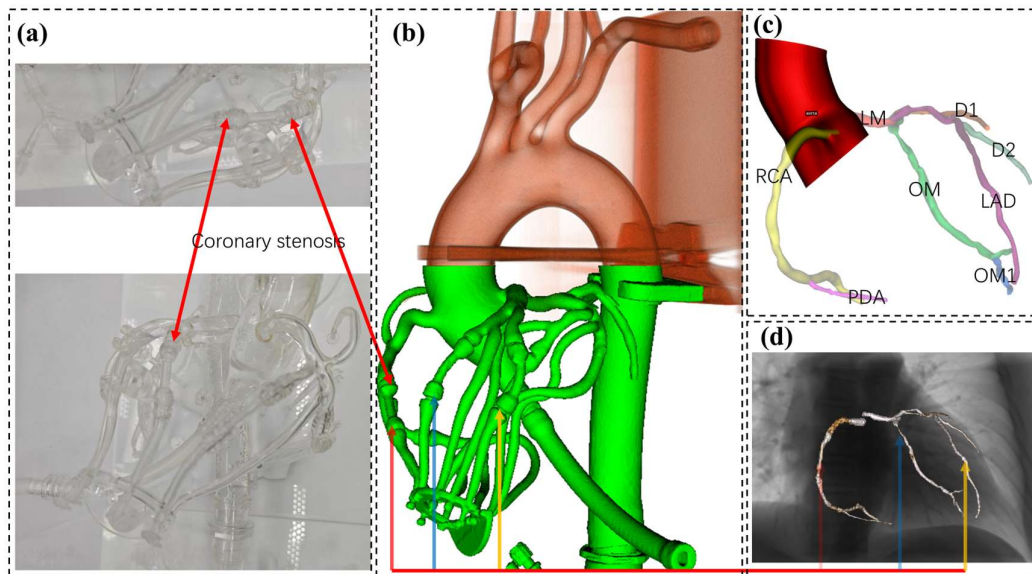 (a)
Coronary stenosis
(b)
(c)
LM
D1
D2
RCA
OM
LAD
OM1
PDA
(d)